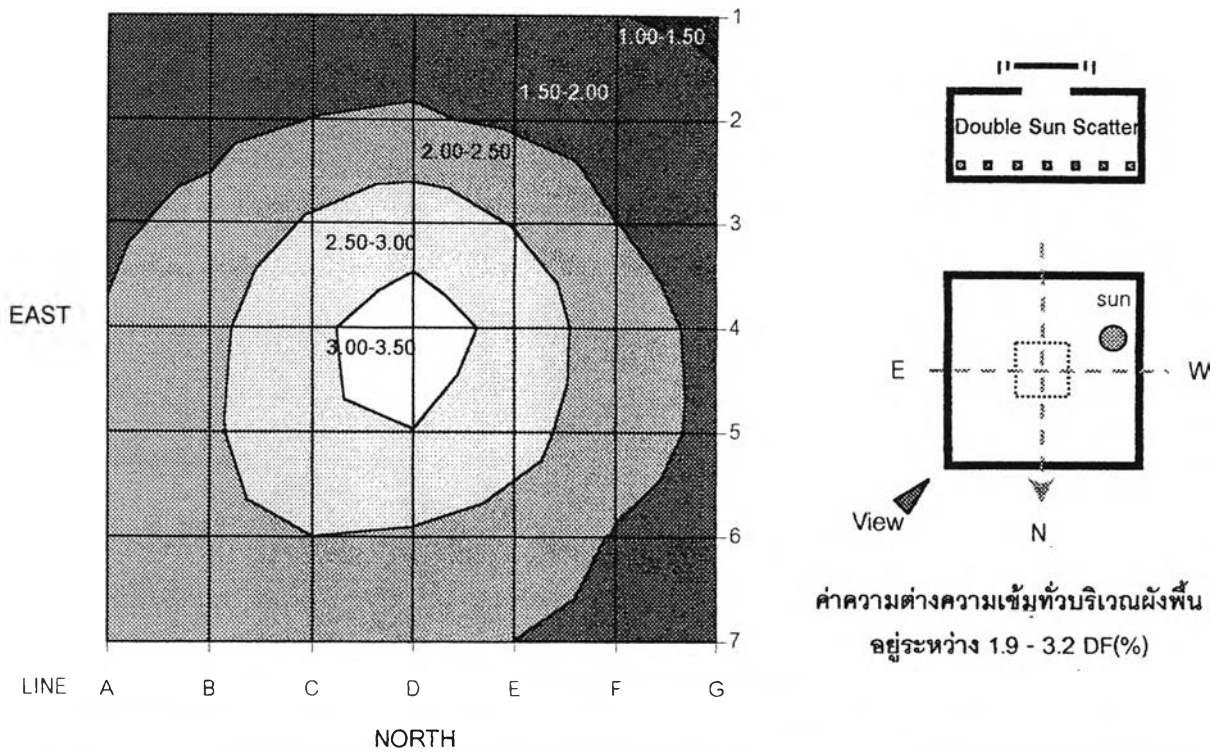 1
1.00-1.50
1.50-2.00
2
2.00-2.50
3
2.50-3.00
EAST
4
3.00-3.50
5
6
7
LINE A B C D E F G
NORTH
Double Sun Scatter
sun
E W
View
N
ค่าความต่างความเข้มทั่วบริเวณผังพื้น
อยู่ระหว่าง 1.9 - 3.2 DF(%)